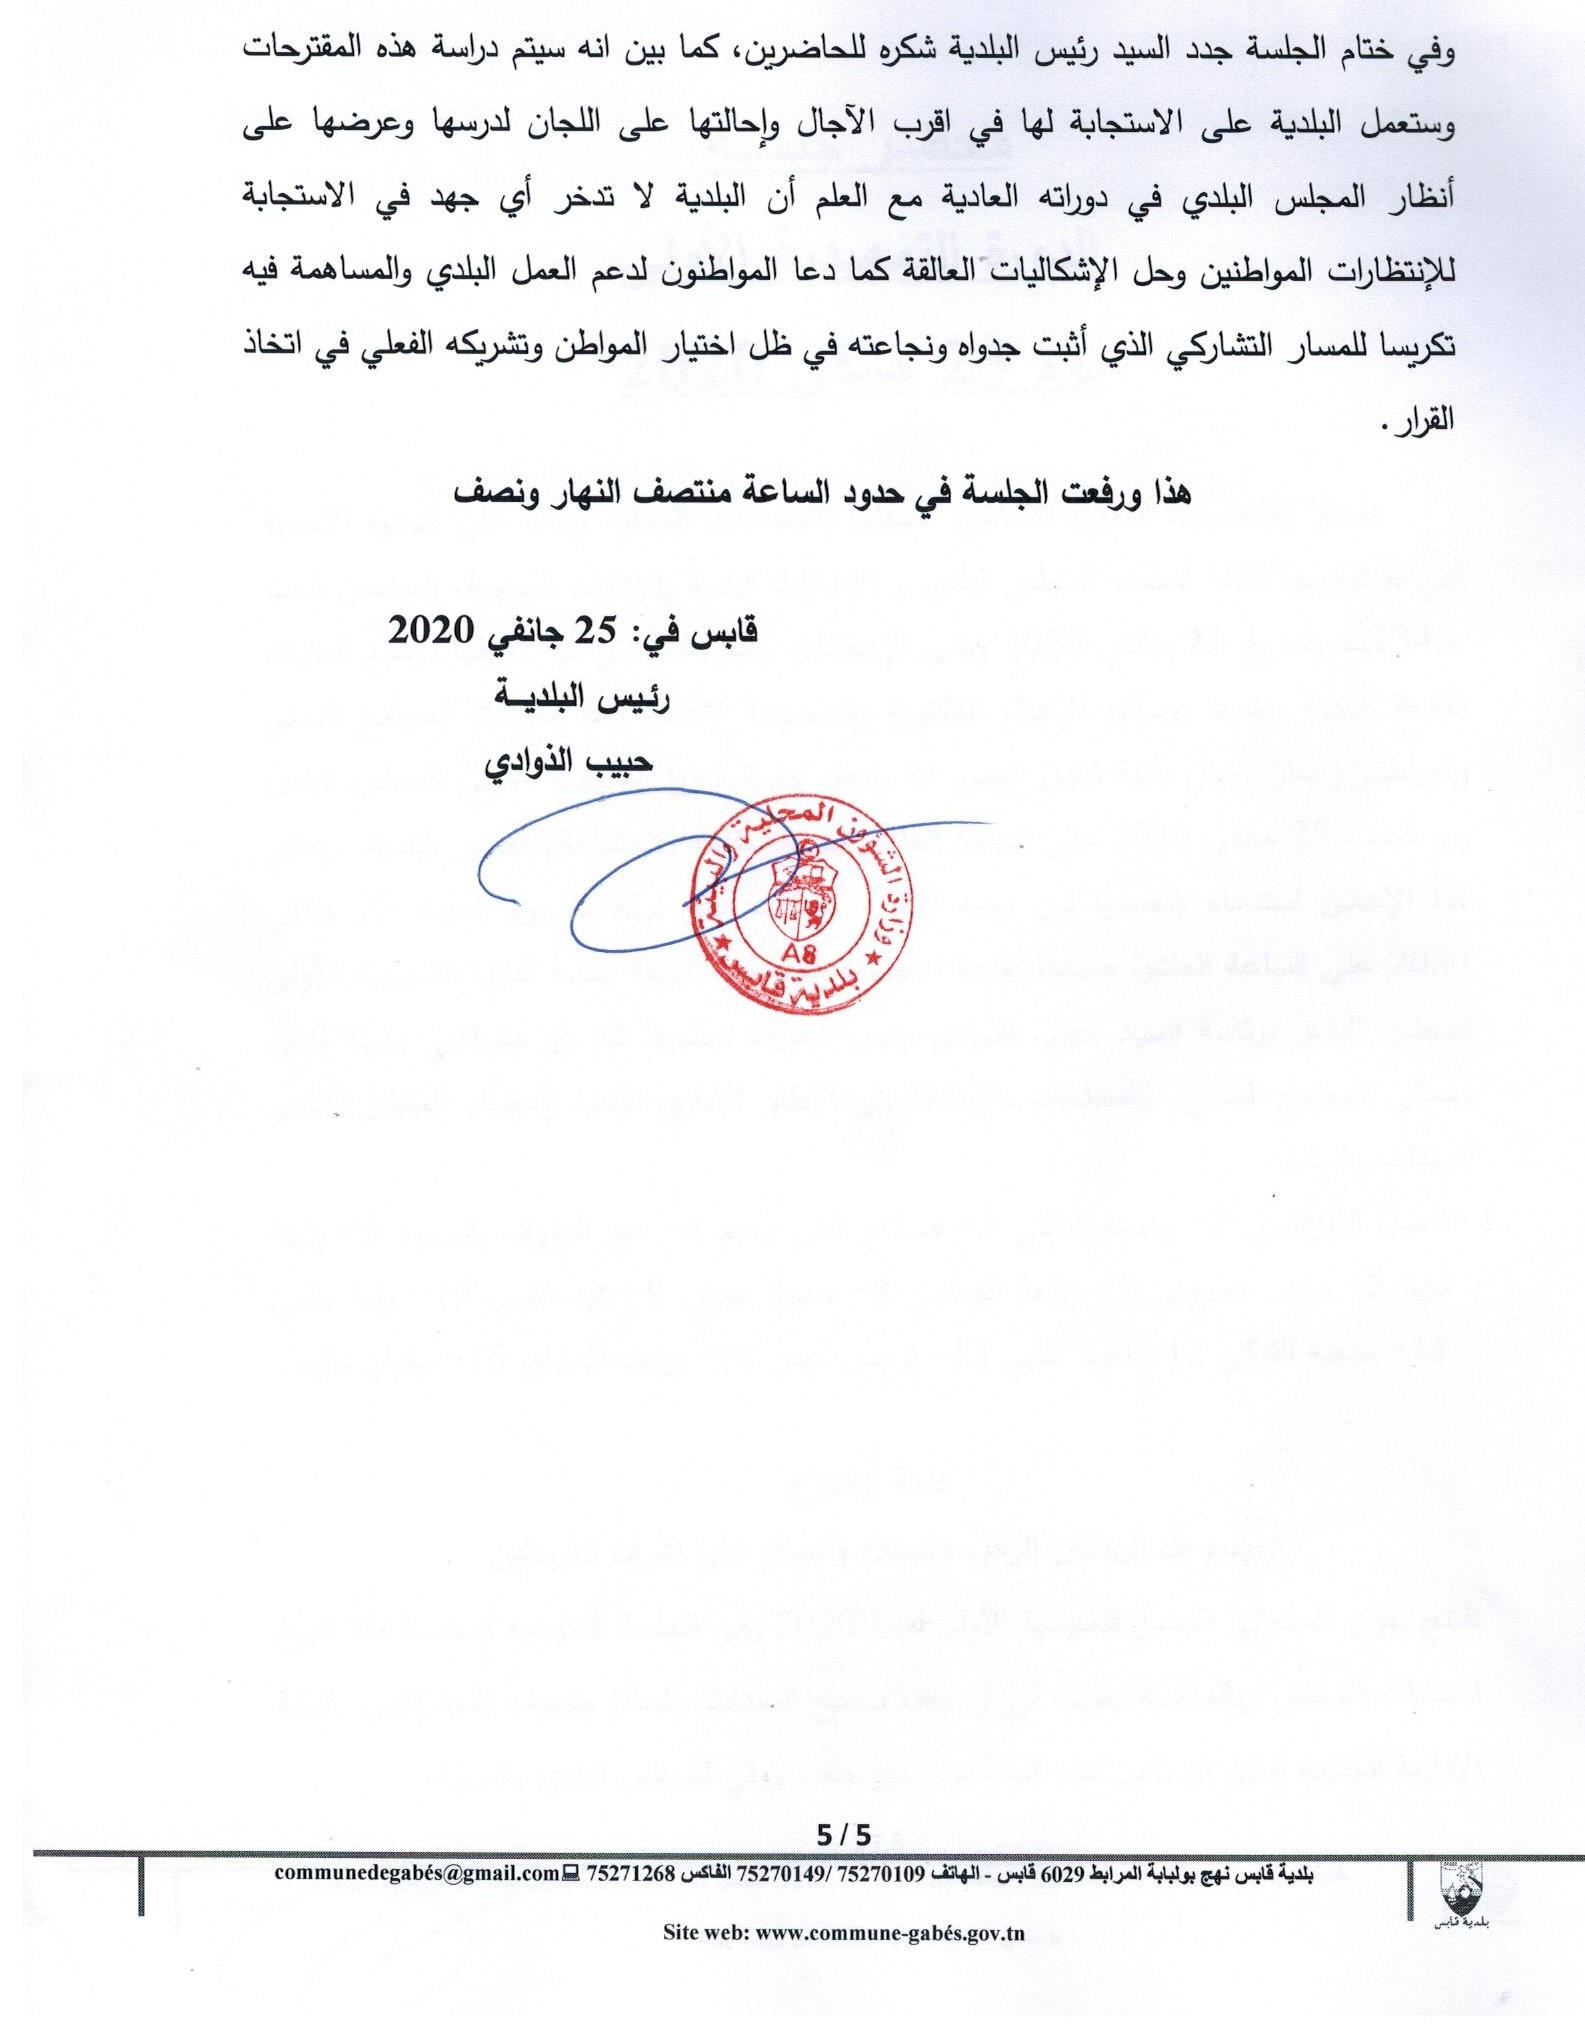 وفي ختام الجلسة جدد السيد رئيس البلدية شكره للحاضرين، كما بين انه سيتم دراسة هذه المقترحات
وستعمل البلدية على الاستجابة لها في اقرب الآجال وإحالتها على اللجان لدرسها وعرضها على
أنظار المجلس البلدي في دوراته العادية مع العلم أن البلدية لا تدخر أي جهد في الاستجابة
للإنتظارات المواطنين وحل الإشكاليات العالقة كما دعا المواطنون لدعم العمل البلدي والمساهمة فيه
تكريسا للمسار التشاركي الذي أثبت جدواه ونجاعته في ظل اختيار المواطن وتشريكه الفعلي في اتخاذ
القرار .
هذا ورفعت الجلسة في حدود الساعة منتصف النهار ونصف
قابس في: 25 جانفي 2020
رئيس البلديــة
حبيب الذوادي
وزارة الشؤون المحلية والبيئة
A8
بلدية قابس
5 / 5
بلدية قابس نهج بولبابة المرابط 6029 قابس - الهاتف 75270109 /75270149 الفاكس 75271268 communedegabés@gmail.com
بلدية قابس
Site web: www.commune-gabés.gov.tn